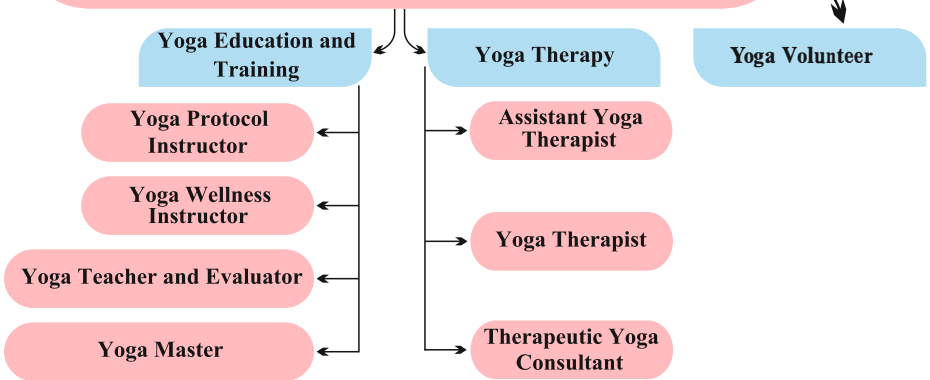 Yoga Education and
Training
Yoga Therapy
Yoga Volunteer
Yoga Protocol
Instructor
Yoga Wellness
Instructor
Yoga Teacher and Evaluator
Yoga Master
Assistant Yoga
Therapist
Yoga Therapist
Therapeutic Yoga
Consultant